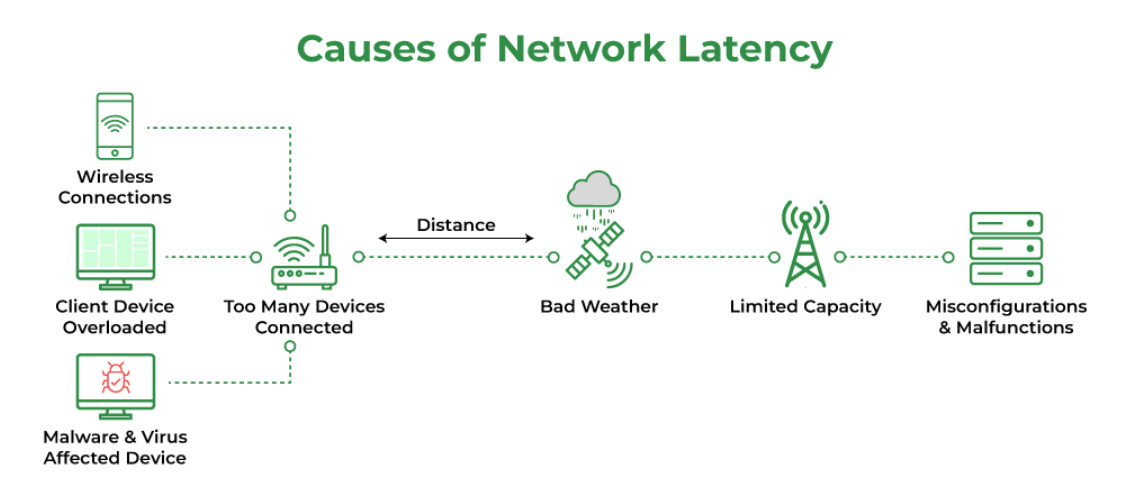 Causes of Network Latency
Wireless
Connections
Client Device
Overloaded
Malware & Virus
Affected Device
Too Many Devices
Connected
Distance
Bad Weather
Limited Capacity
Misconfigurations
& Malfunctions